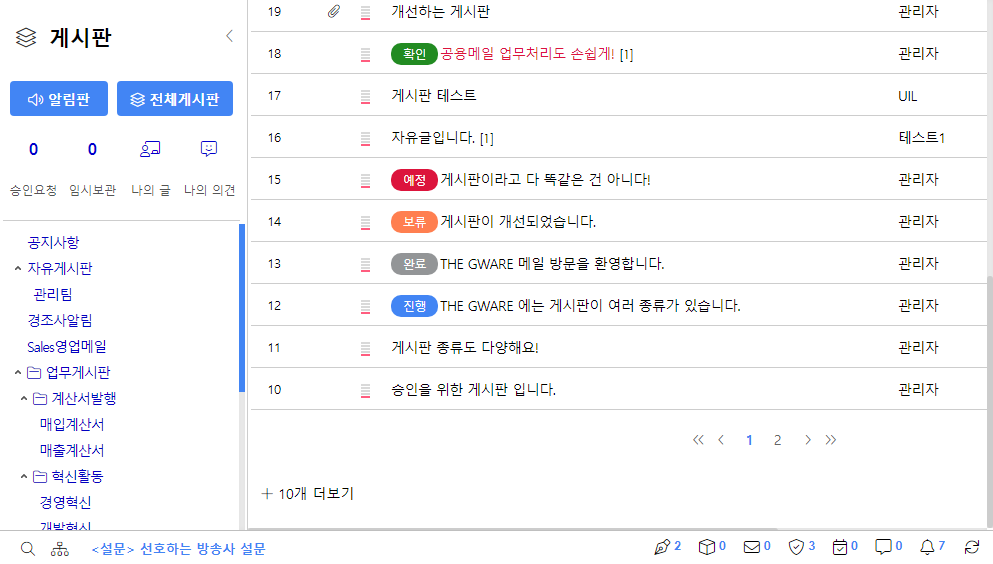 게시판
알림판 전체게시판
0 0
승인요청 임시보관 나의 글 나의 의견
공지사항
자유게시판
관리팀
경조사알림
Sales영업메일
업무게시판
계산서발행
매입계산서
매출계산서
혁신활동
경영혁신
개발혁신
19 개선하는 게시판 관리자
18 확인 공용메일 업무처리도 손쉽게! [1] 관리자
17 게시판 테스트 UIL
16 자유글입니다. [1] 테스트1
15 예정 게시판이라고 다 똑같은 건 아니다! 관리자
14 보류 게시판이 개선되었습니다. 관리자
13 완료 THE GWARE 메일 방문을 환영합니다. 관리자
12 진행 THE GWARE 에는 게시판이 여러 종류가 있습니다. 관리자
11 게시판 종류도 다양해요! 관리자
10 승인을 위한 게시판 입니다. 관리자
1 2
10개 더보기
<설문> 선호하는 방송사 설문 2 0 0 3 0 0 7